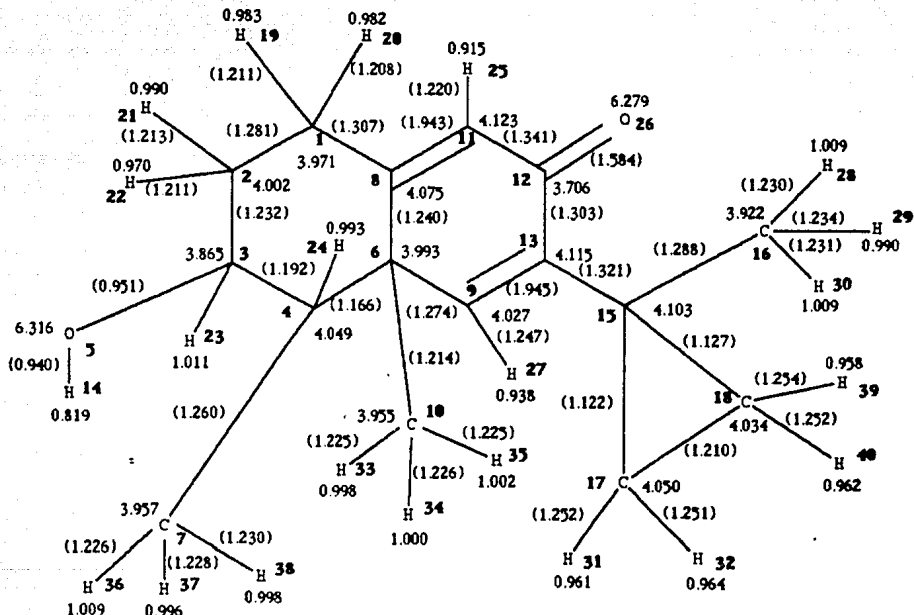 0.983 0.982
H 19 H 20
0.915
H 25
(1.211) (1.208)
0.990
21 H
(1.220)
6.279
O 26
(1.213) (1.281) (1.307) (1.943) 4.123 (1.341)
1 11
0.970 3.971
H 2 8 12 (1.584)
22 (1.211) 4.002 4.075 3.706
1.009
H 28
(1.230)
(1.232) (1.240) (1.303)
0.993
24 H
3.922 (1.234) H 29
C
16 (1.231) 0.990
3.865 3 6 3.993 13 4.115
(1.288)
(1.192) (1.321)
H 30
1.009
(0.951) (1.166) (1.945)
4 9 15 4.103
6.316 4.049 (1.274) 4.027
O 5 H 23 (1.247)
(0.940) 1.011 (1.127)
(1.214)
H 14 H 27 0.958
0.819 0.938 (1.254) H 39
(1.122) 18 C
(1.260) 3.955 10 4.034 (1.252)
C
(1.225) (1.225) (1.210)
H 33 H 35 H 40
0.998 (1.226) 1.002 17 C 4.050 0.962
H 34
1.000
3.957 C
7
(1.252) (1.251)
(1.226) (1.230)
(1.228)
H 31 H 32
0.961 0.964
H 36 H 37 H 38
1.009 0.996 0.998